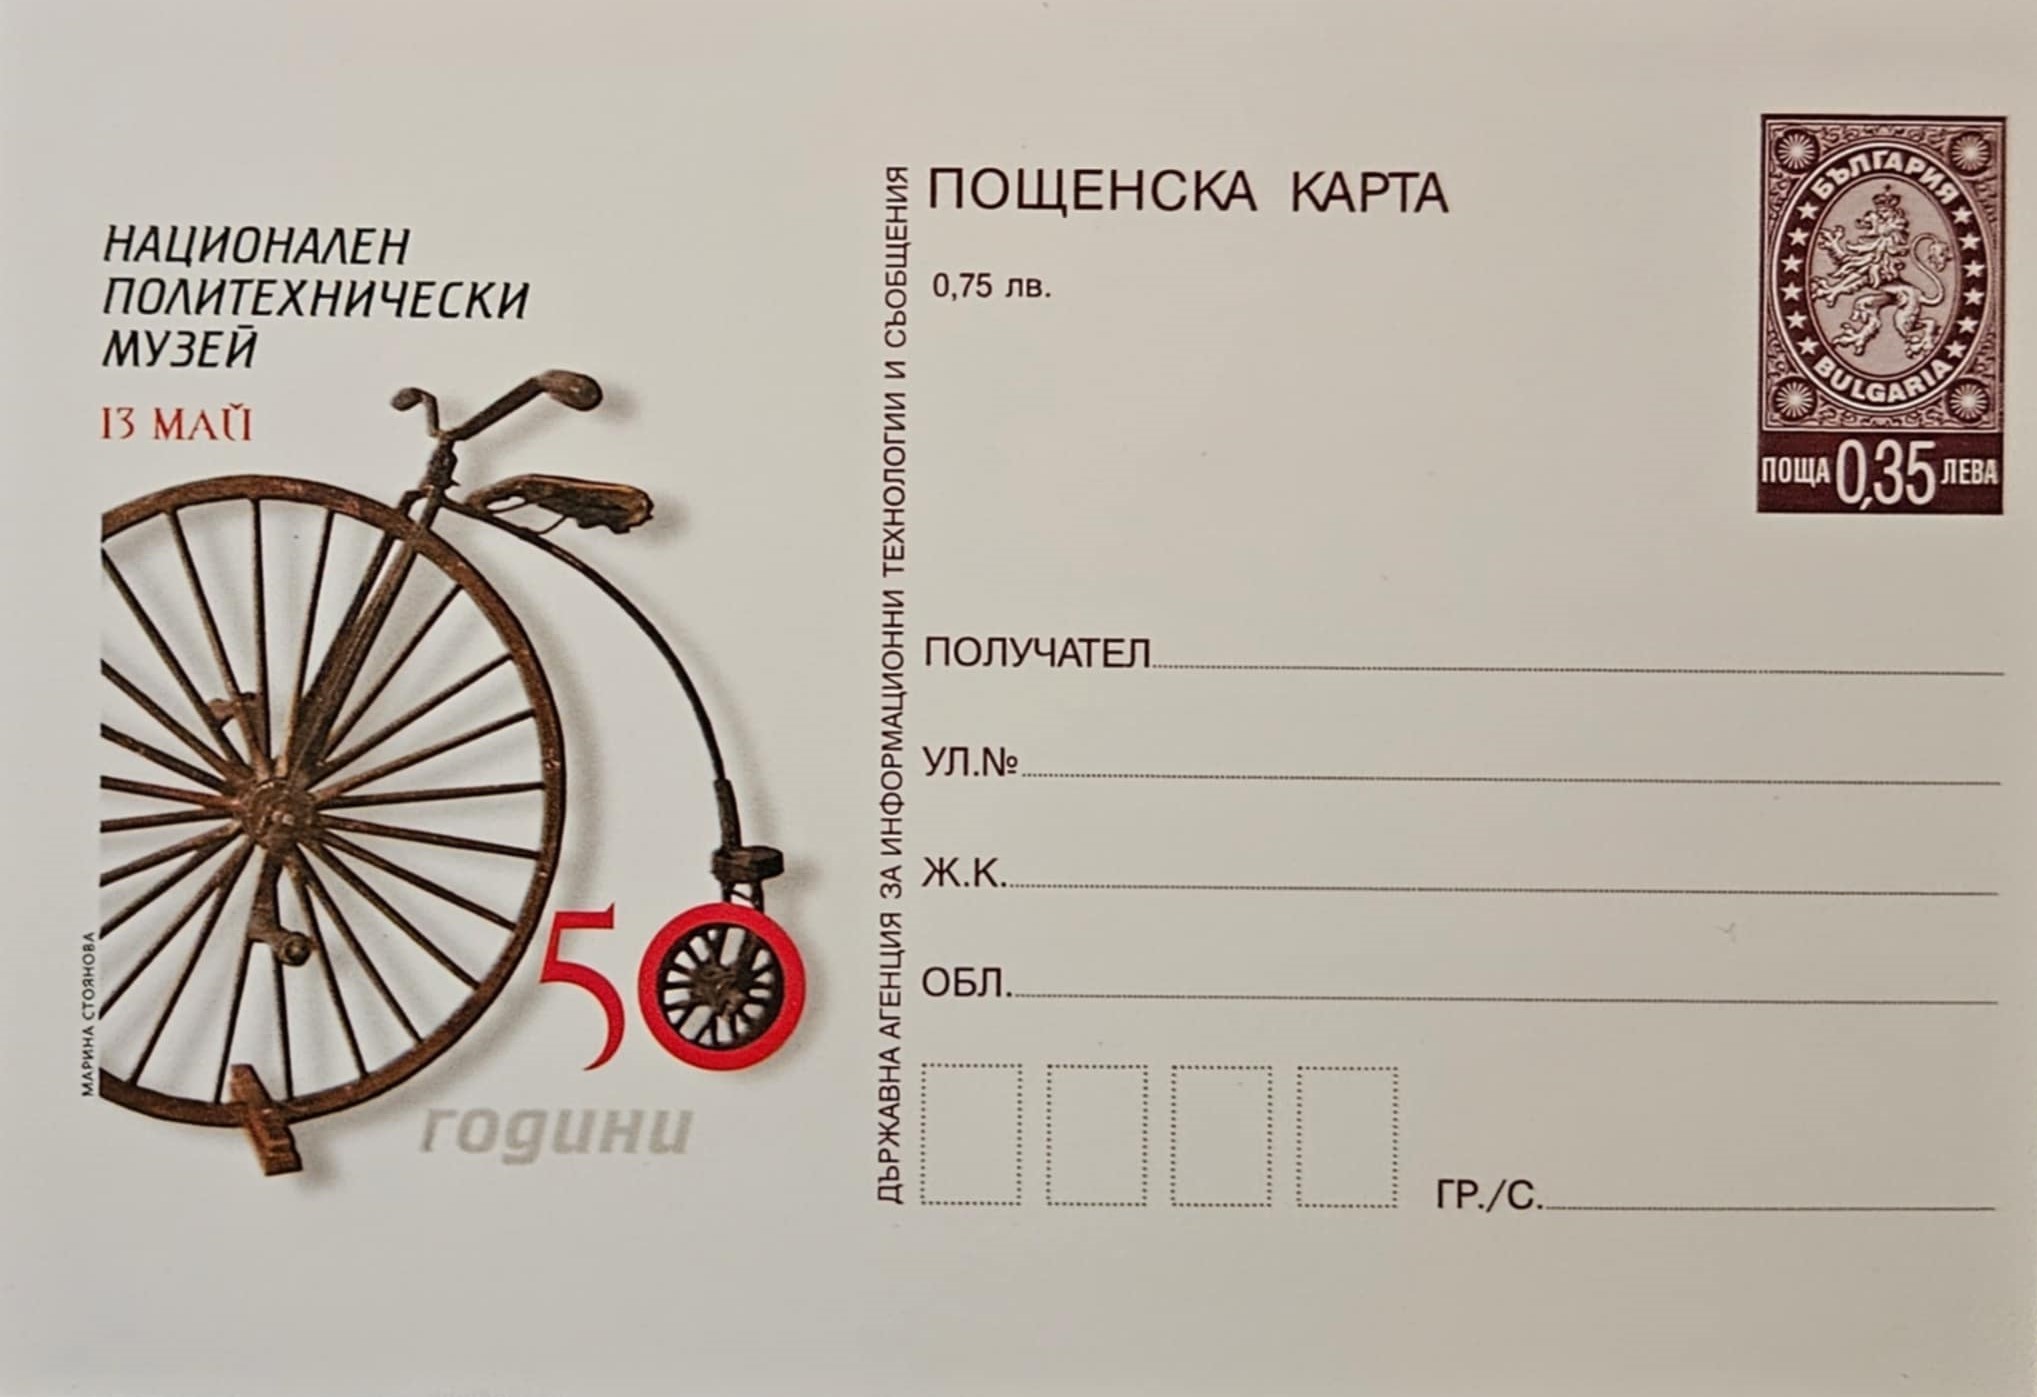 НАЦИОНАЛЕН
ПОЛИТЕХНИЧЕСКИ
МУЗЕЙ
13 МАЙ
50
години
МАРИНА СТОЯНОВА
ДЪРЖАВНА АГЕНЦИЯ ЗА ИНФОРМАЦИОННИ ТЕХНОЛОГИИ И СЪОБЩЕНИЯ
ПОЩЕНСКА КАРТА
0,75 лв.
БЪЛГАРИЯ
BULGARIA
ПОЩА 0,35 ЛЕВА
ПОЛУЧАТЕЛ
УЛ.№
Ж.К.
ОБЛ.
ГР./С.